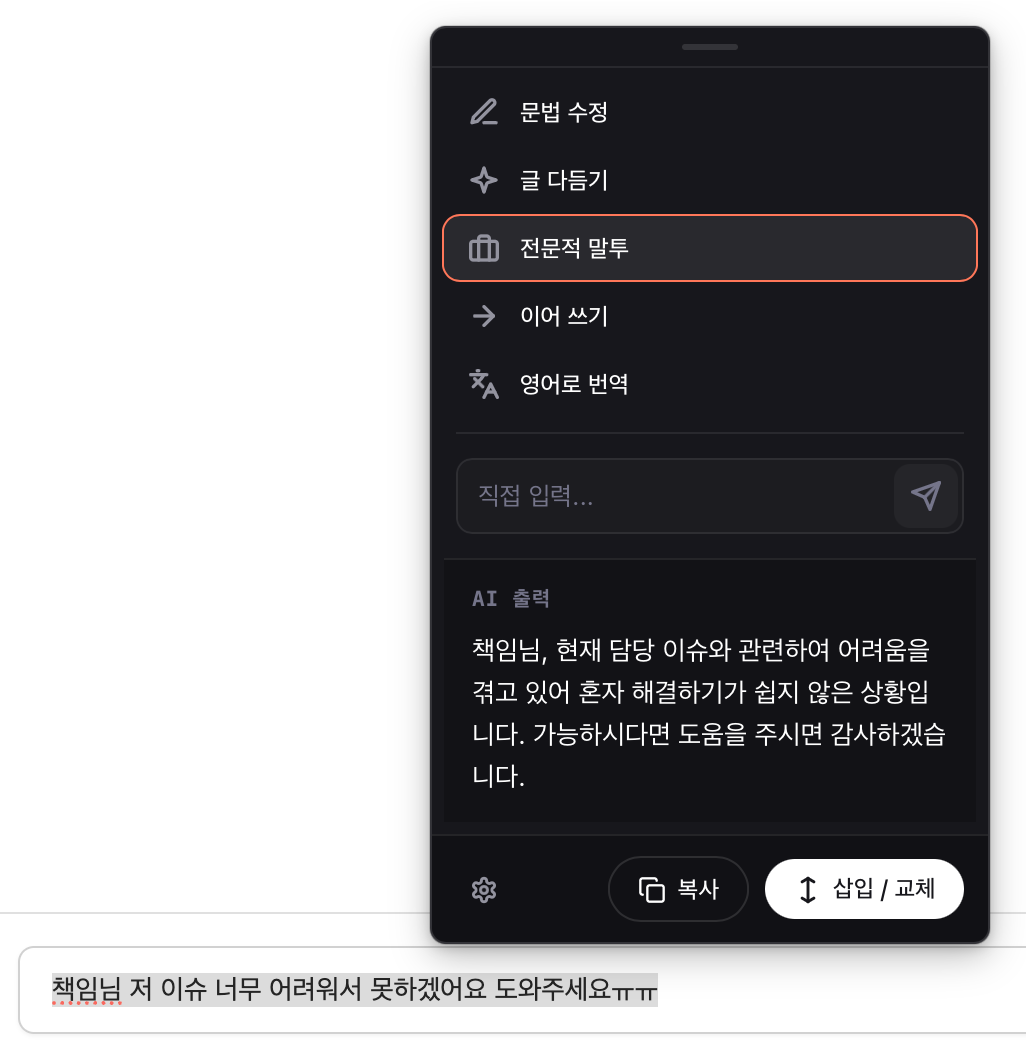 문법 수정
글 다듬기
전문적 말투
이어 쓰기
영어로 번역
직접 입력...
AI 출력
책임님, 현재 담당 이슈와 관련하여 어려움을
겪고 있어 혼자 해결하기가 쉽지 않은 상황입
니다. 가능하시다면 도움을 주시면 감사하겠습
니다.
복사
삽입 / 교체
책임님 저 이슈 너무 어려워서 못하겠어요 도와주세요ㅠㅠ